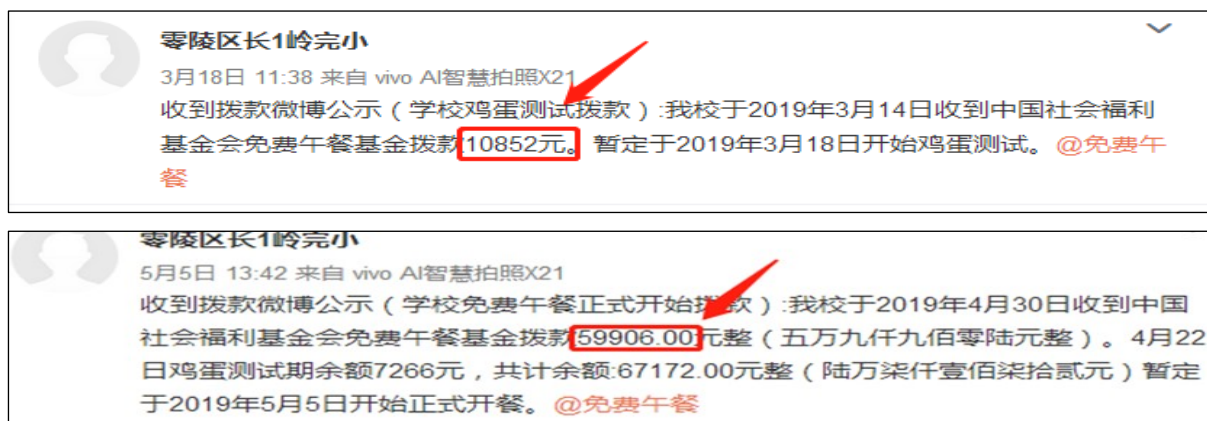 零陵区长1岭完小
3月18日 11:38 来自 vivo AI智慧拍照X21
收到拨款微博公示（学校鸡蛋测试拨款）:我校于2019年3月14日收到中国社会福利
基金会免费午餐基金拨款10852元。暂定于2019年3月18日开始鸡蛋测试。@免费午
餐
零陵区长1岭完小
5月5日 13:42 来自 vivo AI智慧拍照X21
收到拨款微博公示（学校免费午餐正式开始拨款）:我校于2019年4月30日收到中国
社会福利基金会免费午餐基金拨款59906.00元整（五万九仟九佰零陆元整）。4月22
日鸡蛋测试期余额7266元，共计余额:67172.00元整（陆万柒仟壹佰柒拾贰元）暂定
于2019年5月5日开始正式开餐。@免费午餐